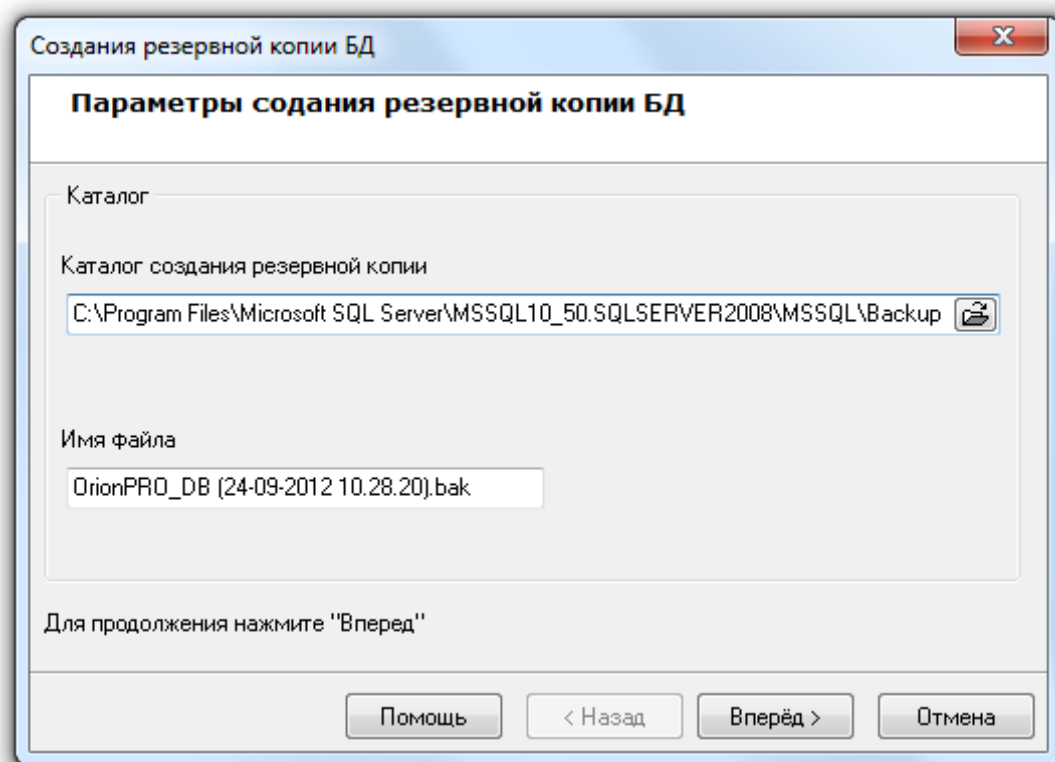 Создания резервной копии БД
Параметры содания резервной копии БД
Каталог
Каталог создания резервной копии
C:\Program Files\Microsoft SQL Server\MSSQL10_50.SQLSERVER2008\MSSQL\Backup
Имя файла
OrionPRO_DB (24-09-2012 10.28.20).bak
Для продолжения нажмите "Вперед"
Помощь < Назад Вперёд > Отмена